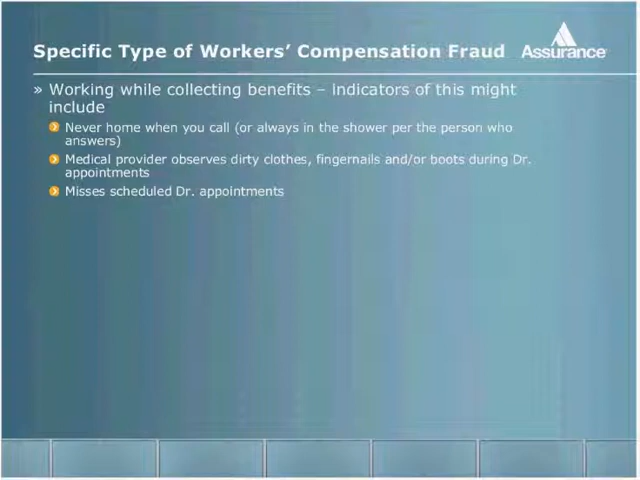 Specific Type of Workers' Compensation Fraud
Assurance
» Working while collecting benefits – indicators of this might
include
Never home when you call (or always in the shower per the person who
answers)
Medical provider observes dirty clothes, fingernails and/or boots during Dr.
appointments
Misses scheduled Dr. appointments